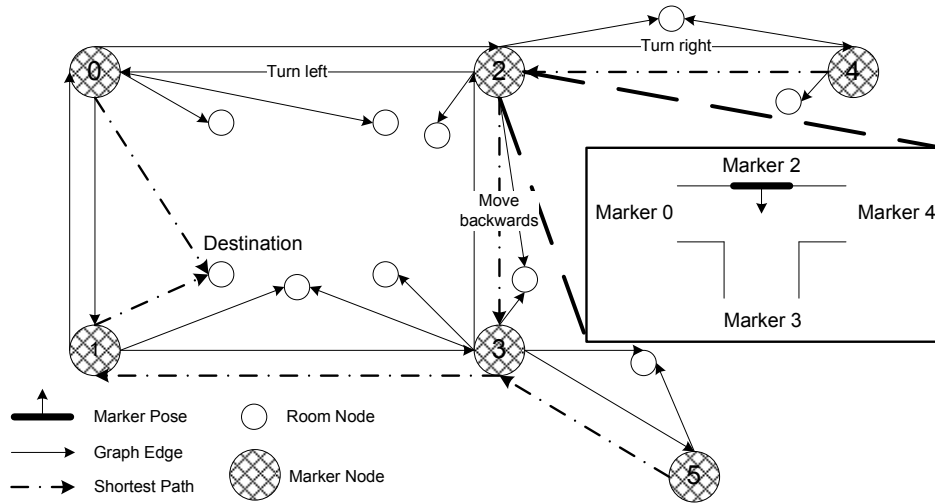 Turn right
0
Turn left
2
4
Marker 2
Move
backwards
Marker 0
Marker 4
Destination
Marker 3
1
3
Marker Pose
Room Node
Graph Edge
5
Marker Node
Shortest Path